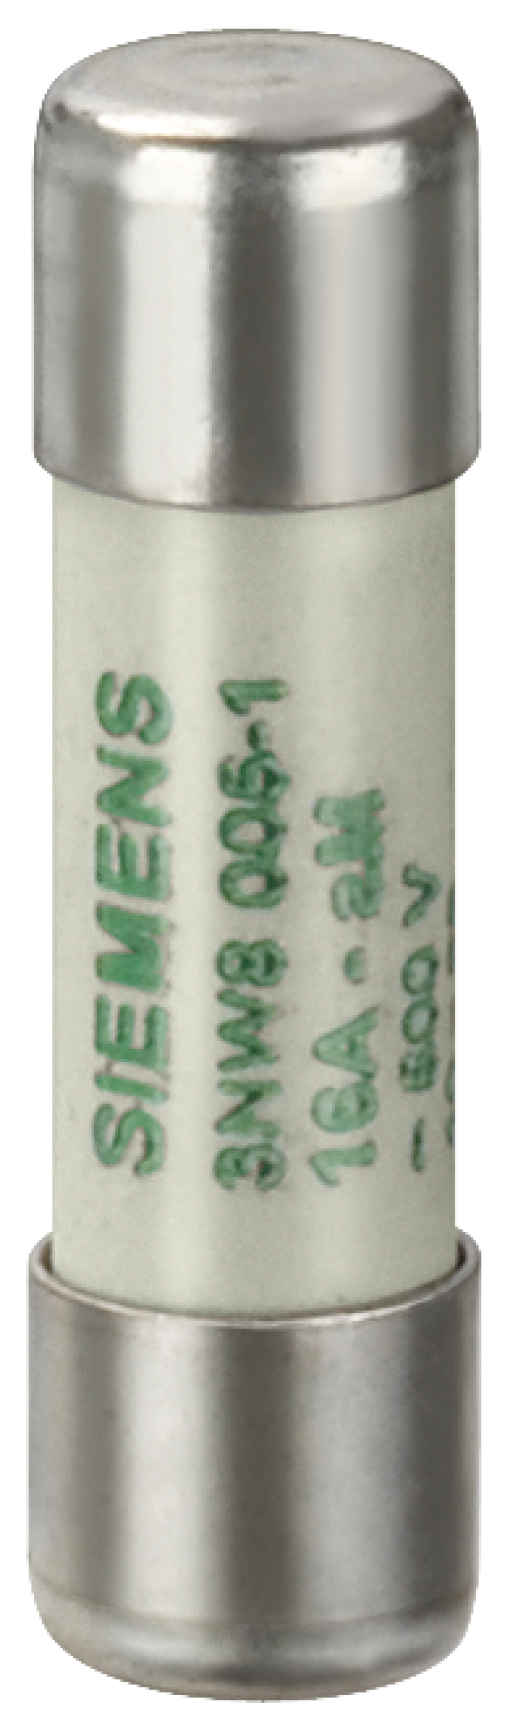 SIEMENS
3NW8 005-1
16A - aM
~ 500 V